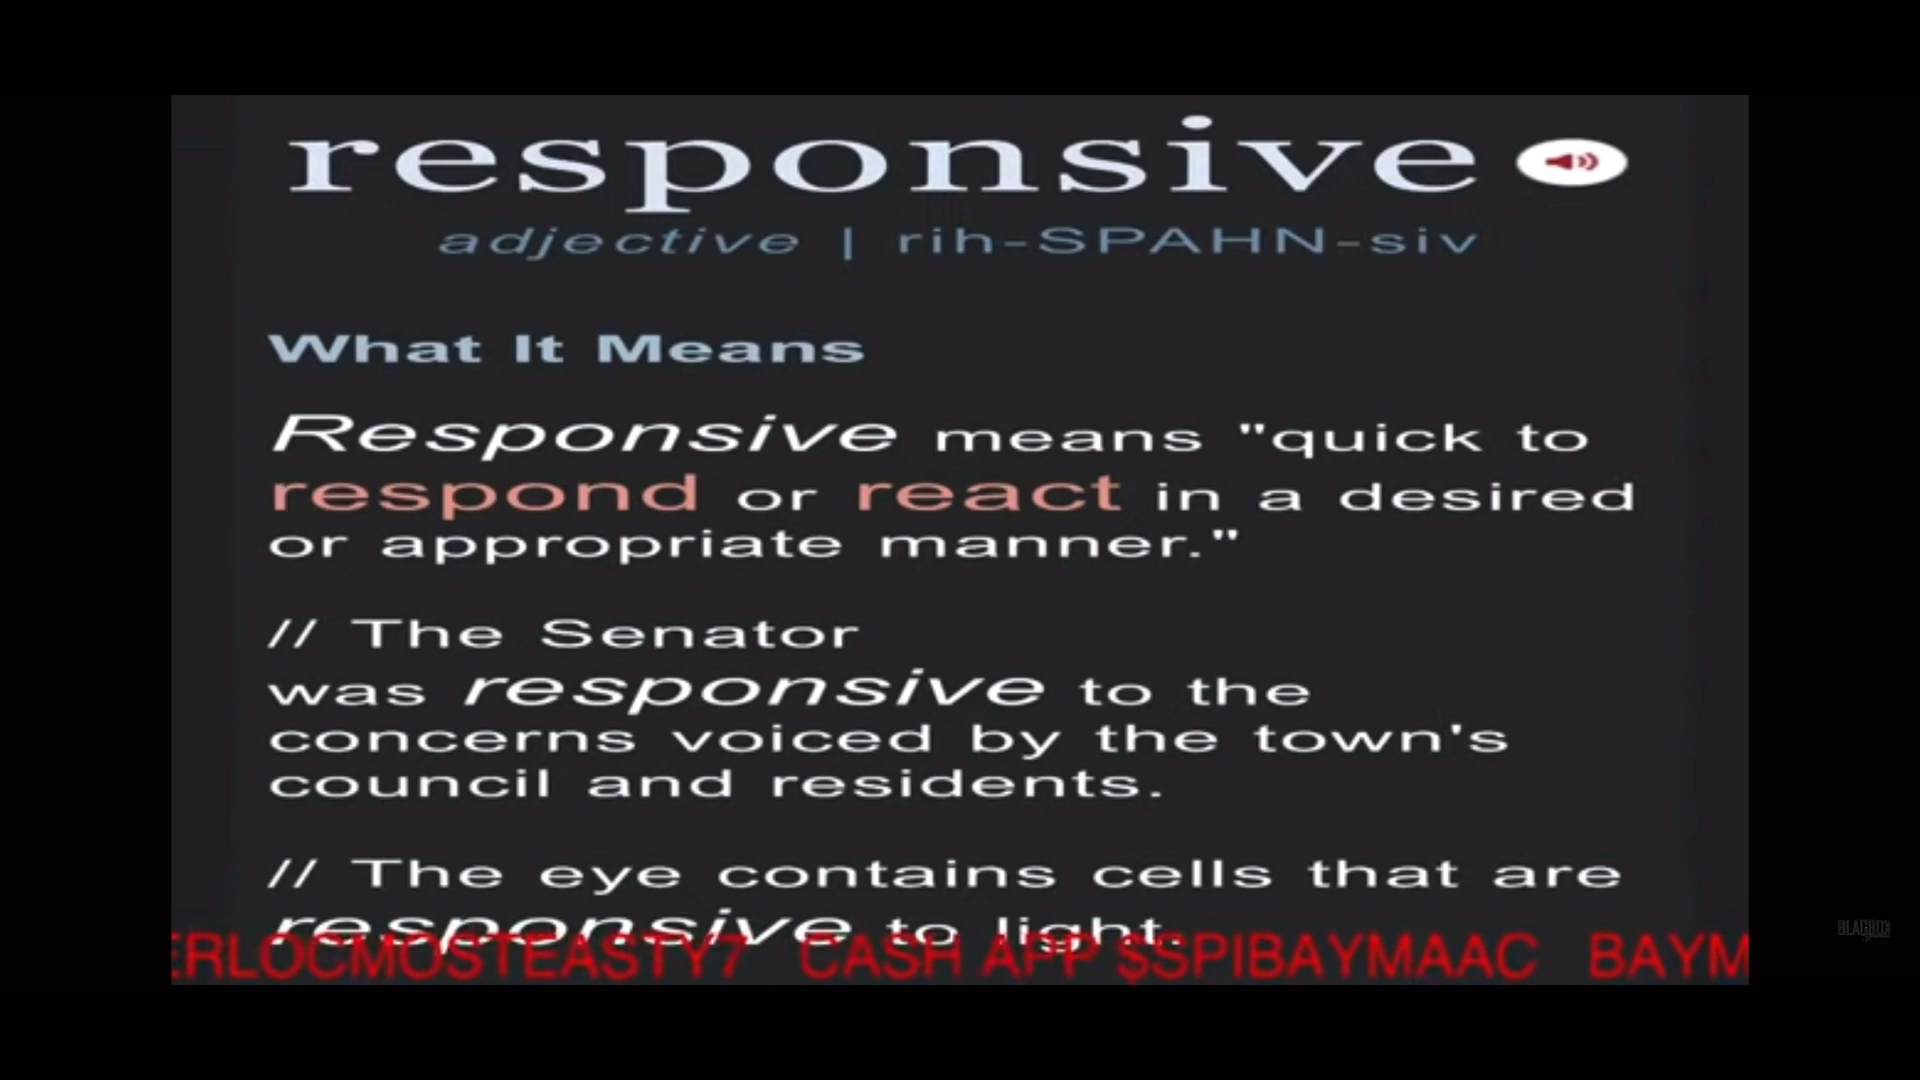 responsive
adjective | rih-SPAHN-siv
What It Means
Responsive means "quick to
respond or react in a desired
or appropriate manner."
// The Senator
was responsive to the
concerns voiced by the town's
council and residents.
// The eye contains cells that are
responsive to light.
ERLOCMOSTEASTY7 CASH APP $SPIBAYMAAC BAYM
BLAQBOX